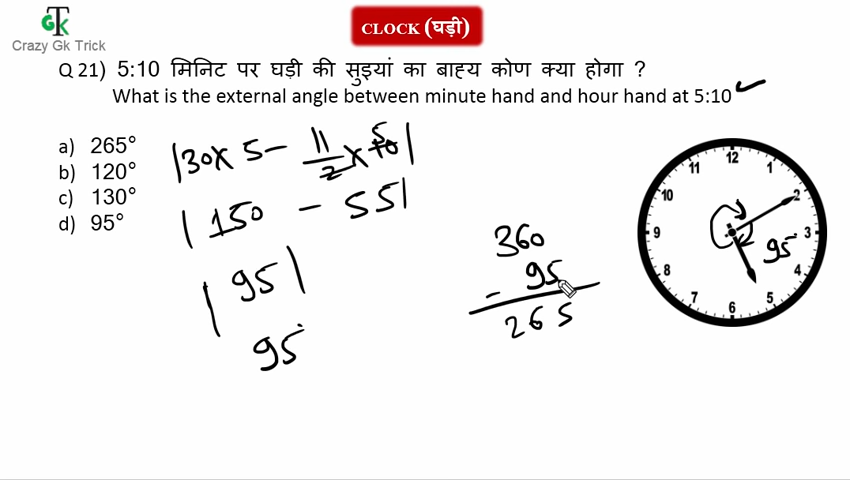 GTK
Crazy Gk Trick
CLOCK (घड़ी)
Q 21) 5:10 मिनिट पर घड़ी की सुइयां का बाह्य कोण क्या होगा ?
What is the external angle between minute hand and hour hand at 5:10
a) 265°
b) 120°
c) 130°
d) 95°
|30x 5 - 11/2 x 10|
5
|150 - 55|
|95|
95°
360
- 95
265
12
1
2
3
4
5
6
7
8
9
10
11
95°